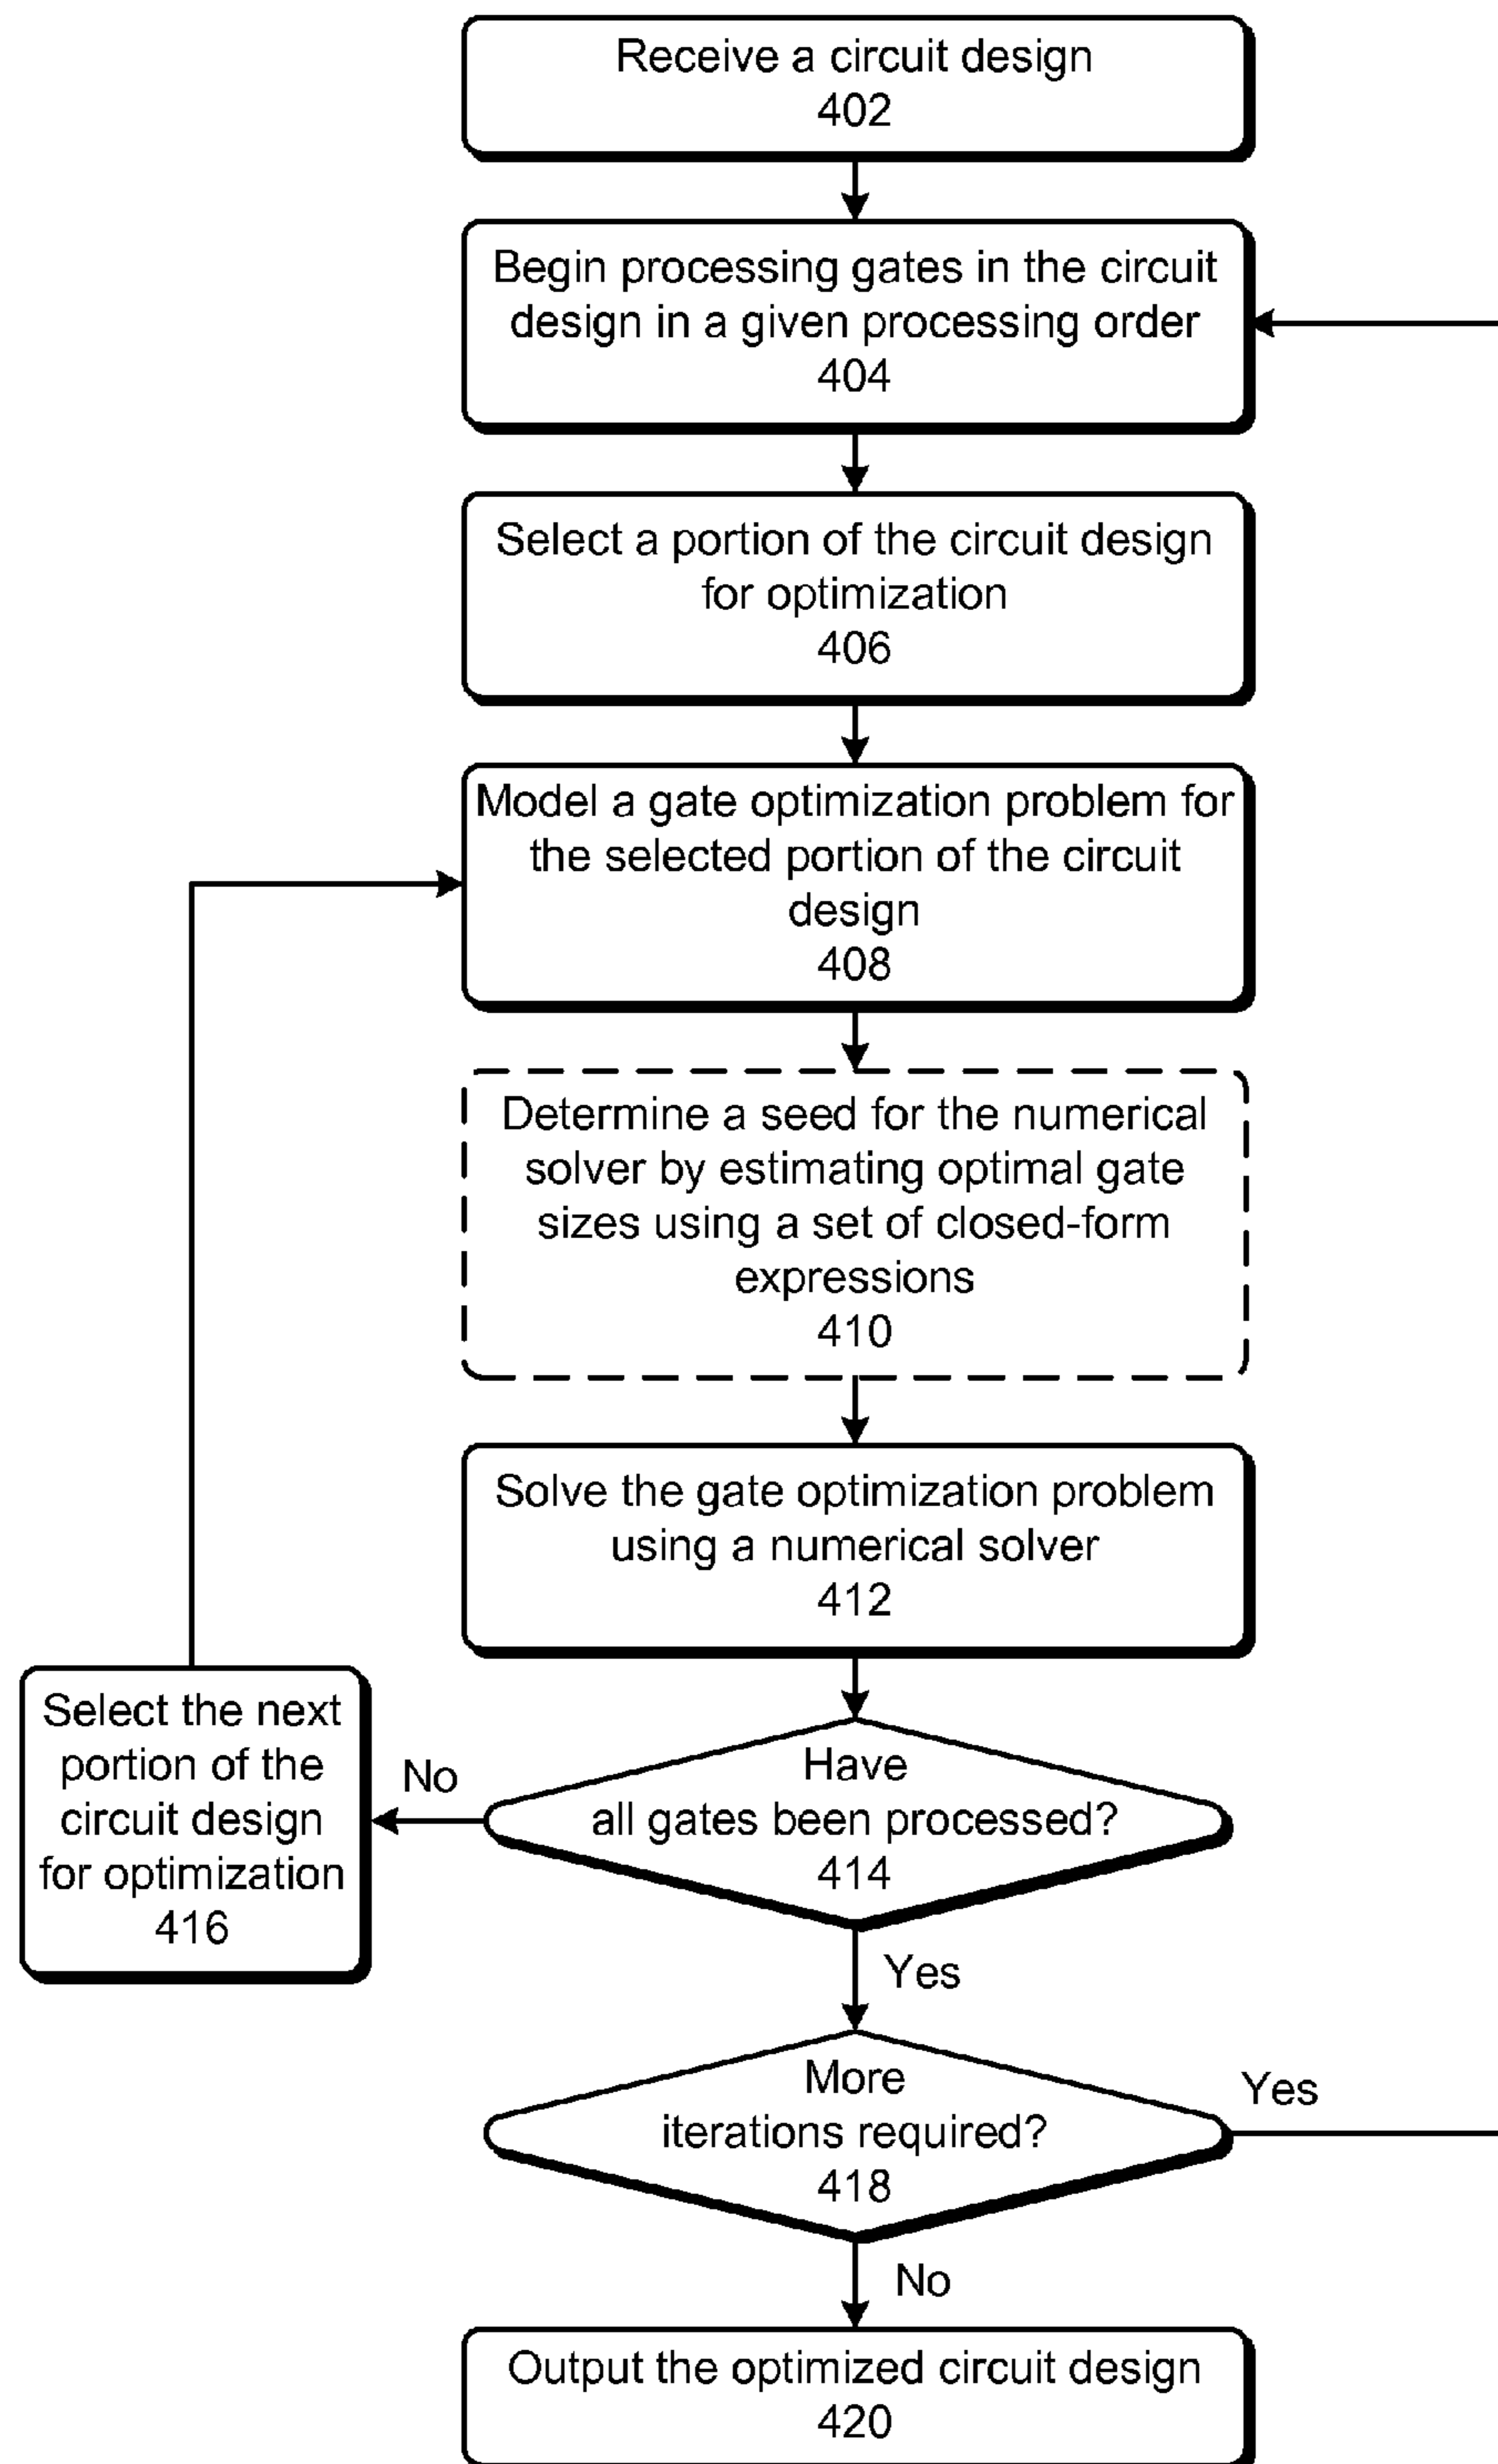 Receive a circuit design
402
Begin processing gates in the circuit
design in a given processing order
404
Select a portion of the circuit design
for optimization
406
Model a gate optimization problem for
the selected portion of the circuit
design
408
Determine a seed for the numerical
solver by estimating optimal gate
sizes using a set of closed-form
expressions
410
Solve the gate optimization problem
using a numerical solver
412
Have
all gates been processed?
414
No
Select the next
portion of the
circuit design
for optimization
416
Yes
More
iterations required?
418
Yes
No
Output the optimized circuit design
420